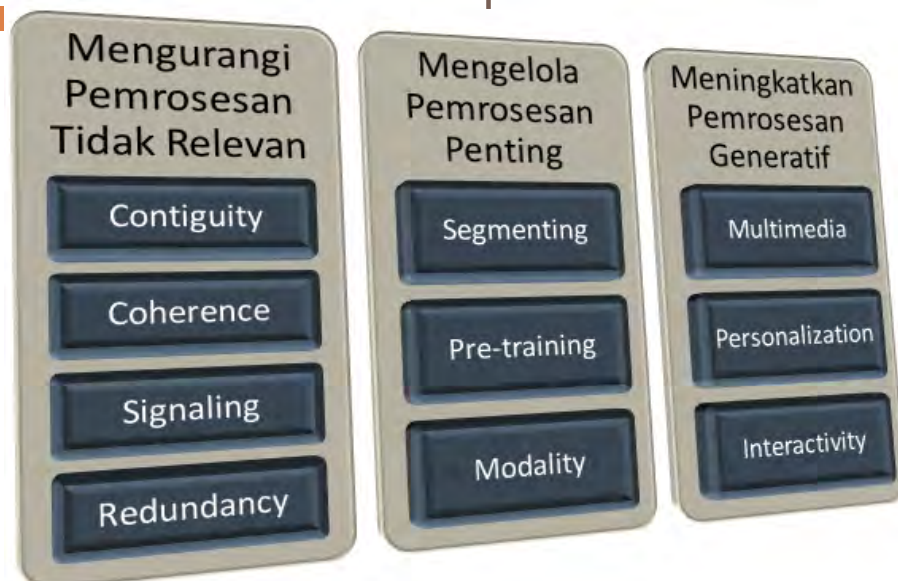 Mengurangi
Pemrosesan
Tidak Relevan
Contiguity
Coherence
Signaling
Redundancy
Mengelola
Pemrosesan
Penting
Segmenting
Pre-training
Modality
Meningkatkan
Pemrosesan
Generatif
Multimedia
Personalization
Interactivity